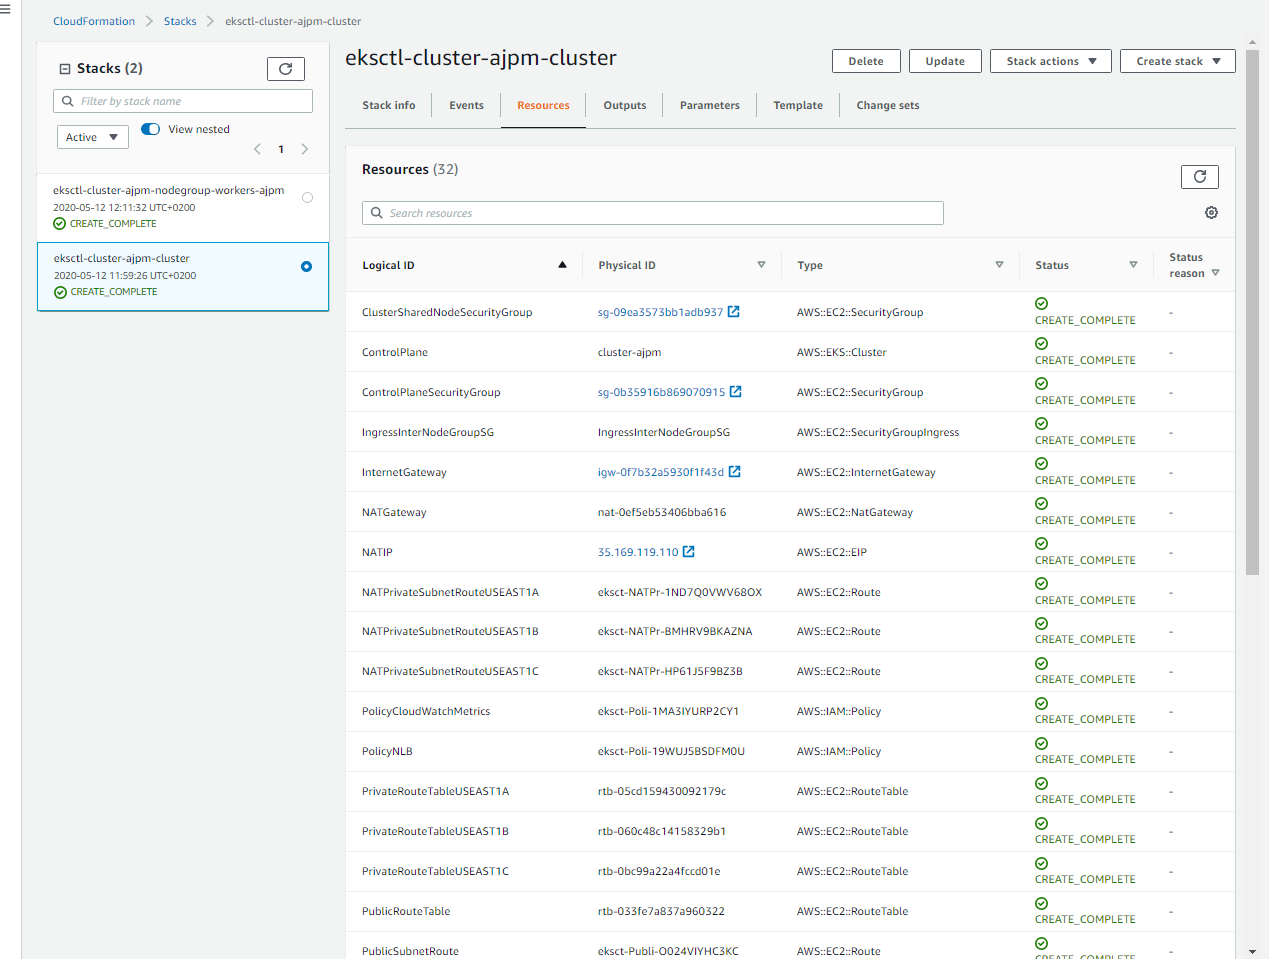 CloudFormation > Stacks > eksctl-cluster-ajpm-cluster
Stacks (2)
Filter by stack name
Active
View nested
1
eksctl-cluster-ajpm-nodegroup-workers-ajpm
2020-05-12 12:11:32 UTC+0200
CREATE_COMPLETE
eksctl-cluster-ajpm-cluster
2020-05-12 11:59:26 UTC+0200
CREATE_COMPLETE
eksctl-cluster-ajpm-cluster
Delete Update Stack actions Create stack
Stack info Events Resources Outputs Parameters Template Change sets
Resources (32)
Search resources
Logical ID Physical ID Type Status Status reason
ClusterSharedNodeSecurityGroup sg-09ea3573bb1adb937 AWS::EC2::SecurityGroup CREATE_COMPLETE -
ControlPlane cluster-ajpm AWS::EKS::Cluster CREATE_COMPLETE -
ControlPlaneSecurityGroup sg-0b35916b869070915 AWS::EC2::SecurityGroup CREATE_COMPLETE -
IngressInterNodeGroupSG IngressInterNodeGroupSG AWS::EC2::SecurityGroupIngress CREATE_COMPLETE -
InternetGateway igw-0f7b32a5930f1f43d AWS::EC2::InternetGateway CREATE_COMPLETE -
NATGateway nat-0ef5eb53406bba616 AWS::EC2::NatGateway CREATE_COMPLETE -
NATIP 35.169.119.110 AWS::EC2::EIP CREATE_COMPLETE -
NATPrivateSubnetRouteUSEAST1A eksct-NATPr-1ND7Q0VWV68OX AWS::EC2::Route CREATE_COMPLETE -
NATPrivateSubnetRouteUSEAST1B eksct-NATPr-BMHRV9BKAZNA AWS::EC2::Route CREATE_COMPLETE -
NATPrivateSubnetRouteUSEAST1C eksct-NATPr-HP61J5F9BZ3B AWS::EC2::Route CREATE_COMPLETE -
PolicyCloudWatchMetrics eksct-Poli-1MA3IYURP2CY1 AWS::IAM::Policy CREATE_COMPLETE -
PolicyNLB eksct-Poli-19WUJ5BSDFM0U AWS::IAM::Policy CREATE_COMPLETE -
PrivateRouteTableUSEAST1A rtb-05cd159430092179c AWS::EC2::RouteTable CREATE_COMPLETE -
PrivateRouteTableUSEAST1B rtb-060c48c14158329b1 AWS::EC2::RouteTable CREATE_COMPLETE -
PrivateRouteTableUSEAST1C rtb-0bc99a22a4fccd01e AWS::EC2::RouteTable CREATE_COMPLETE -
PublicRouteTable rtb-033fe7a837a960322 AWS::EC2::RouteTable CREATE_COMPLETE -
PublicSubnetRoute eksct-Publi-O024VIYHC3KC AWS::EC2::Route CREATE_COMPLETE -